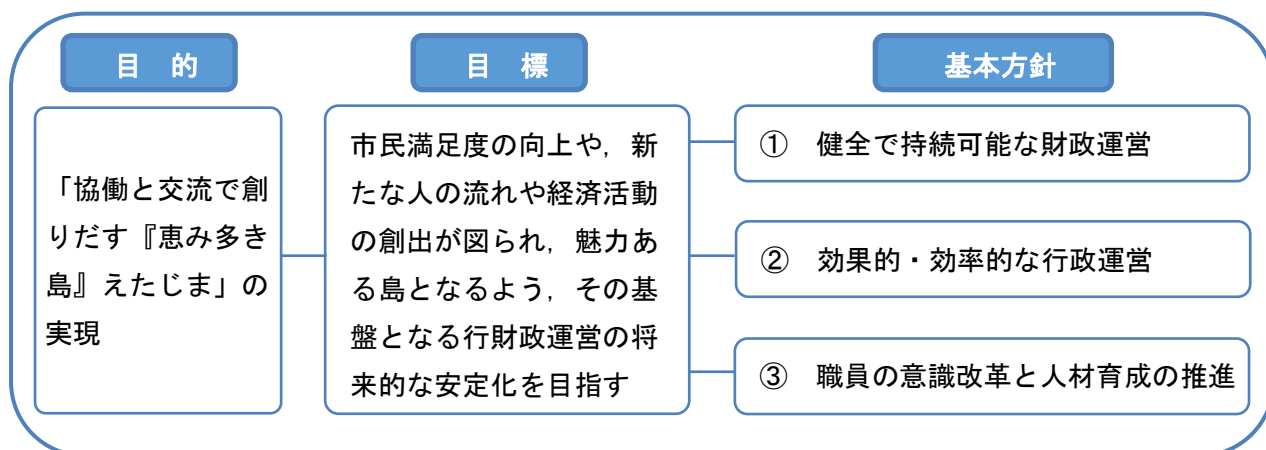 目 的
「協働と交流で創
りだす『恵み多き
島』えたじま」の
実現
目 標
市民満足度の向上や，新
たな人の流れや経済活動
の創出が図られ，魅力あ
る島となるよう，その基
盤となる行財政運営の将
来的な安定化を目指す
基本方針
① 健全で持続可能な財政運営
② 効果的・効率的な行政運営
③ 職員の意識改革と人材育成の推進